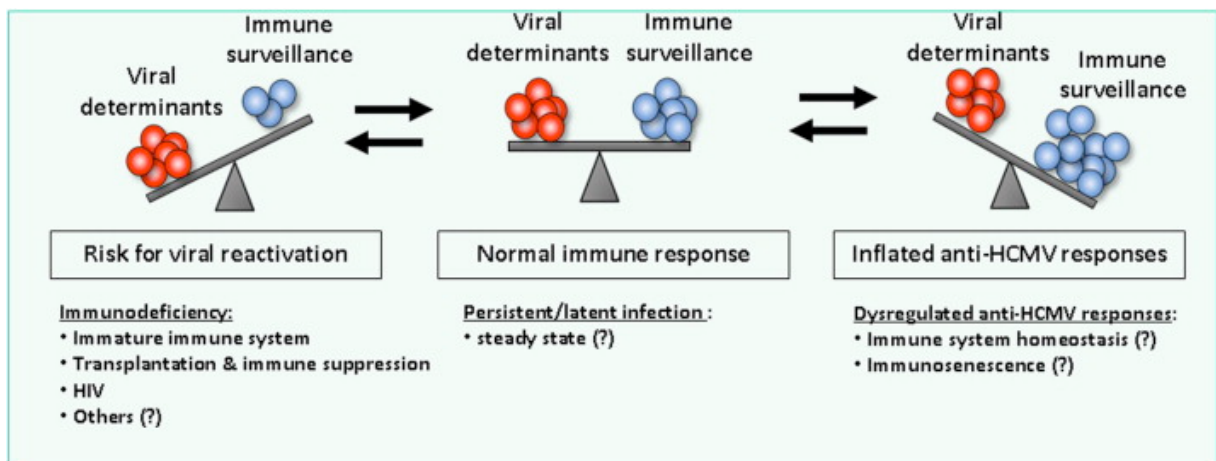 Viral
determinants
Immune
surveillance
Viral
determinants
Immune
surveillance
Viral
determinants
Immune
surveillance
Risk for viral reactivation
Normal immune response
Inflated anti-HCMV responses
Immunodeficiency:
• Immature immune system
• Transplantation & immune suppression
• HIV
• Others (?)
Persistent/latent infection :
• steady state (?)
Dysregulated anti-HCMV responses:
• Immune system homeostasis (?)
• Immunosenescence (?)